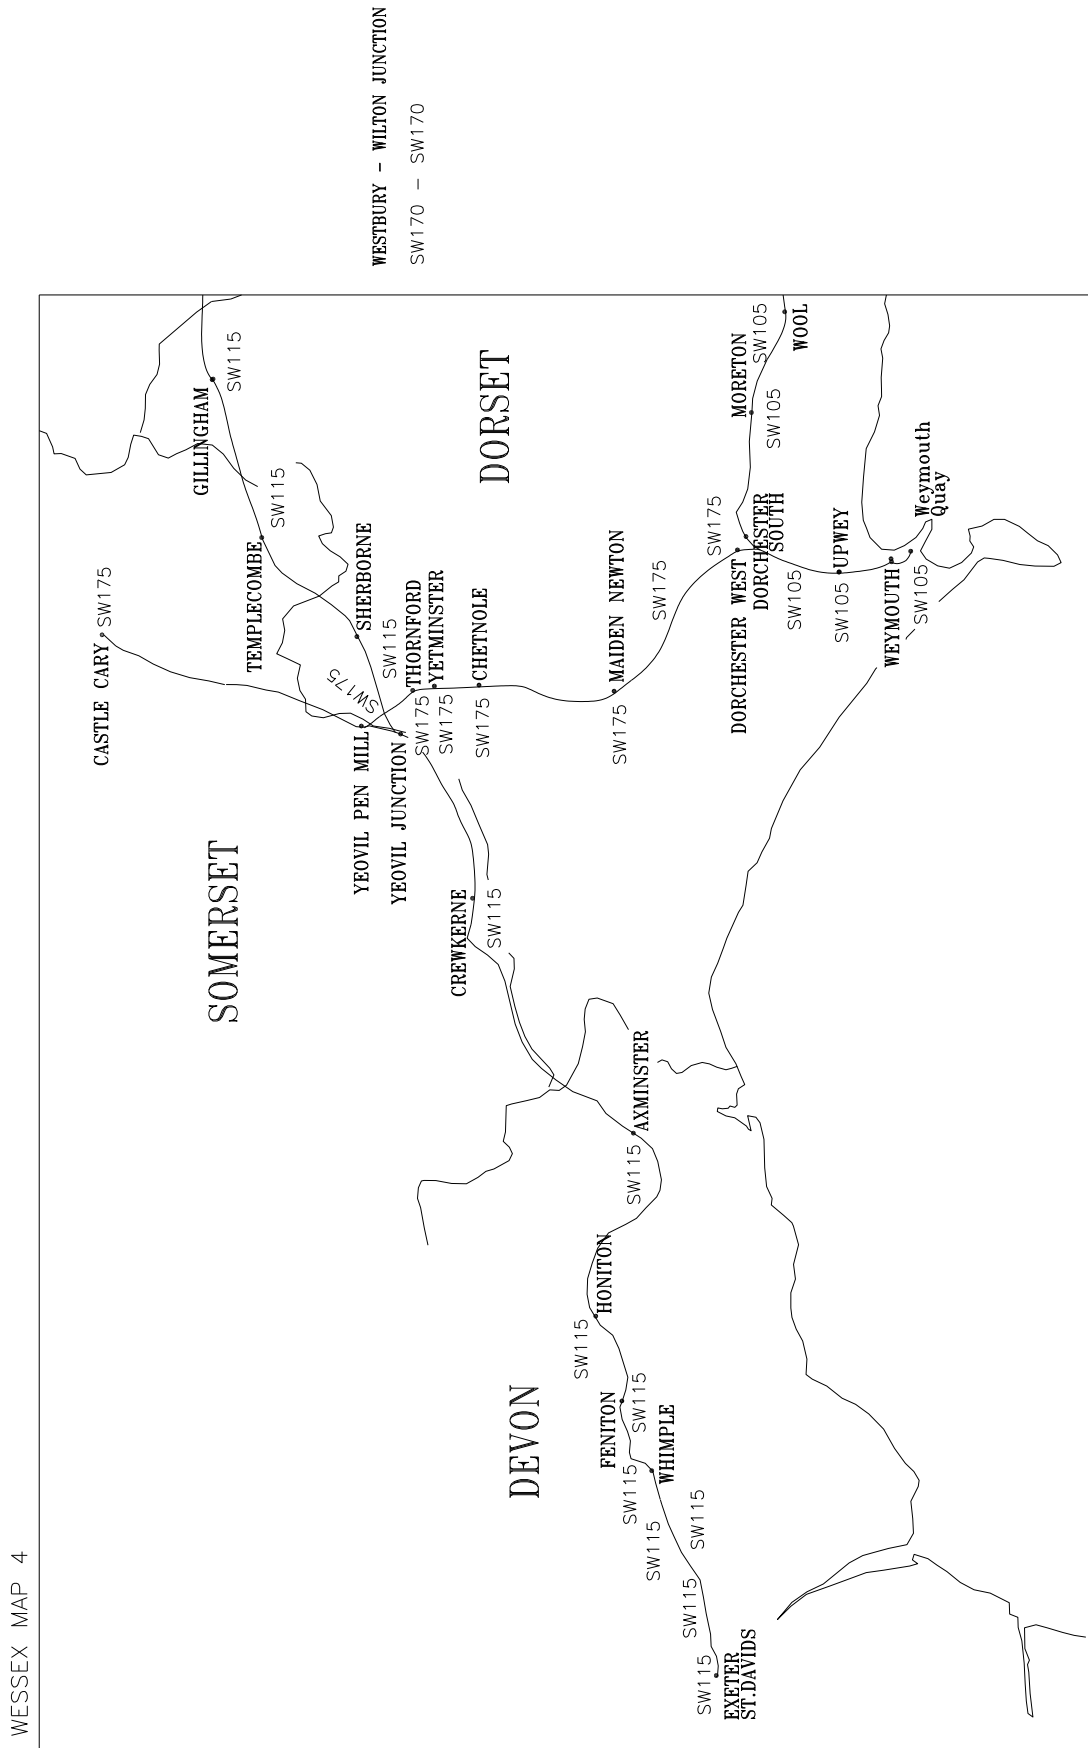 WESSEX MAP 4
WESTBURY - WILTON JUNCTION
SW170 - SW170
SOMERSET
DORSET
DEVON
CASTLE CARY
SW175
GILLINGHAM
SW115
TEMPLECOMBE
SW115
SHERBORNE
SW115
SW175
YEOVIL PEN MILL
YEOVIL JUNCTION
THORNFORD
SW175
YETMINSTER
SW175
CHETNOLE
SW175
MAIDEN NEWTON
SW175
SW175
SW175
DORCHESTER WEST
DORCHESTER
SOUTH
MORETON
SW105
SW105
WOOL
SW105
UPWEY
SW105
WEYMOUTH
SW105
Weymouth
Quay
CREWKERNE
SW115
AXMINSTER
SW115
HONITON
SW115
FENITON
SW115
WHIMPLE
SW115
SW115
SW115
SW115
SW115
EXETER
ST.DAVIDS